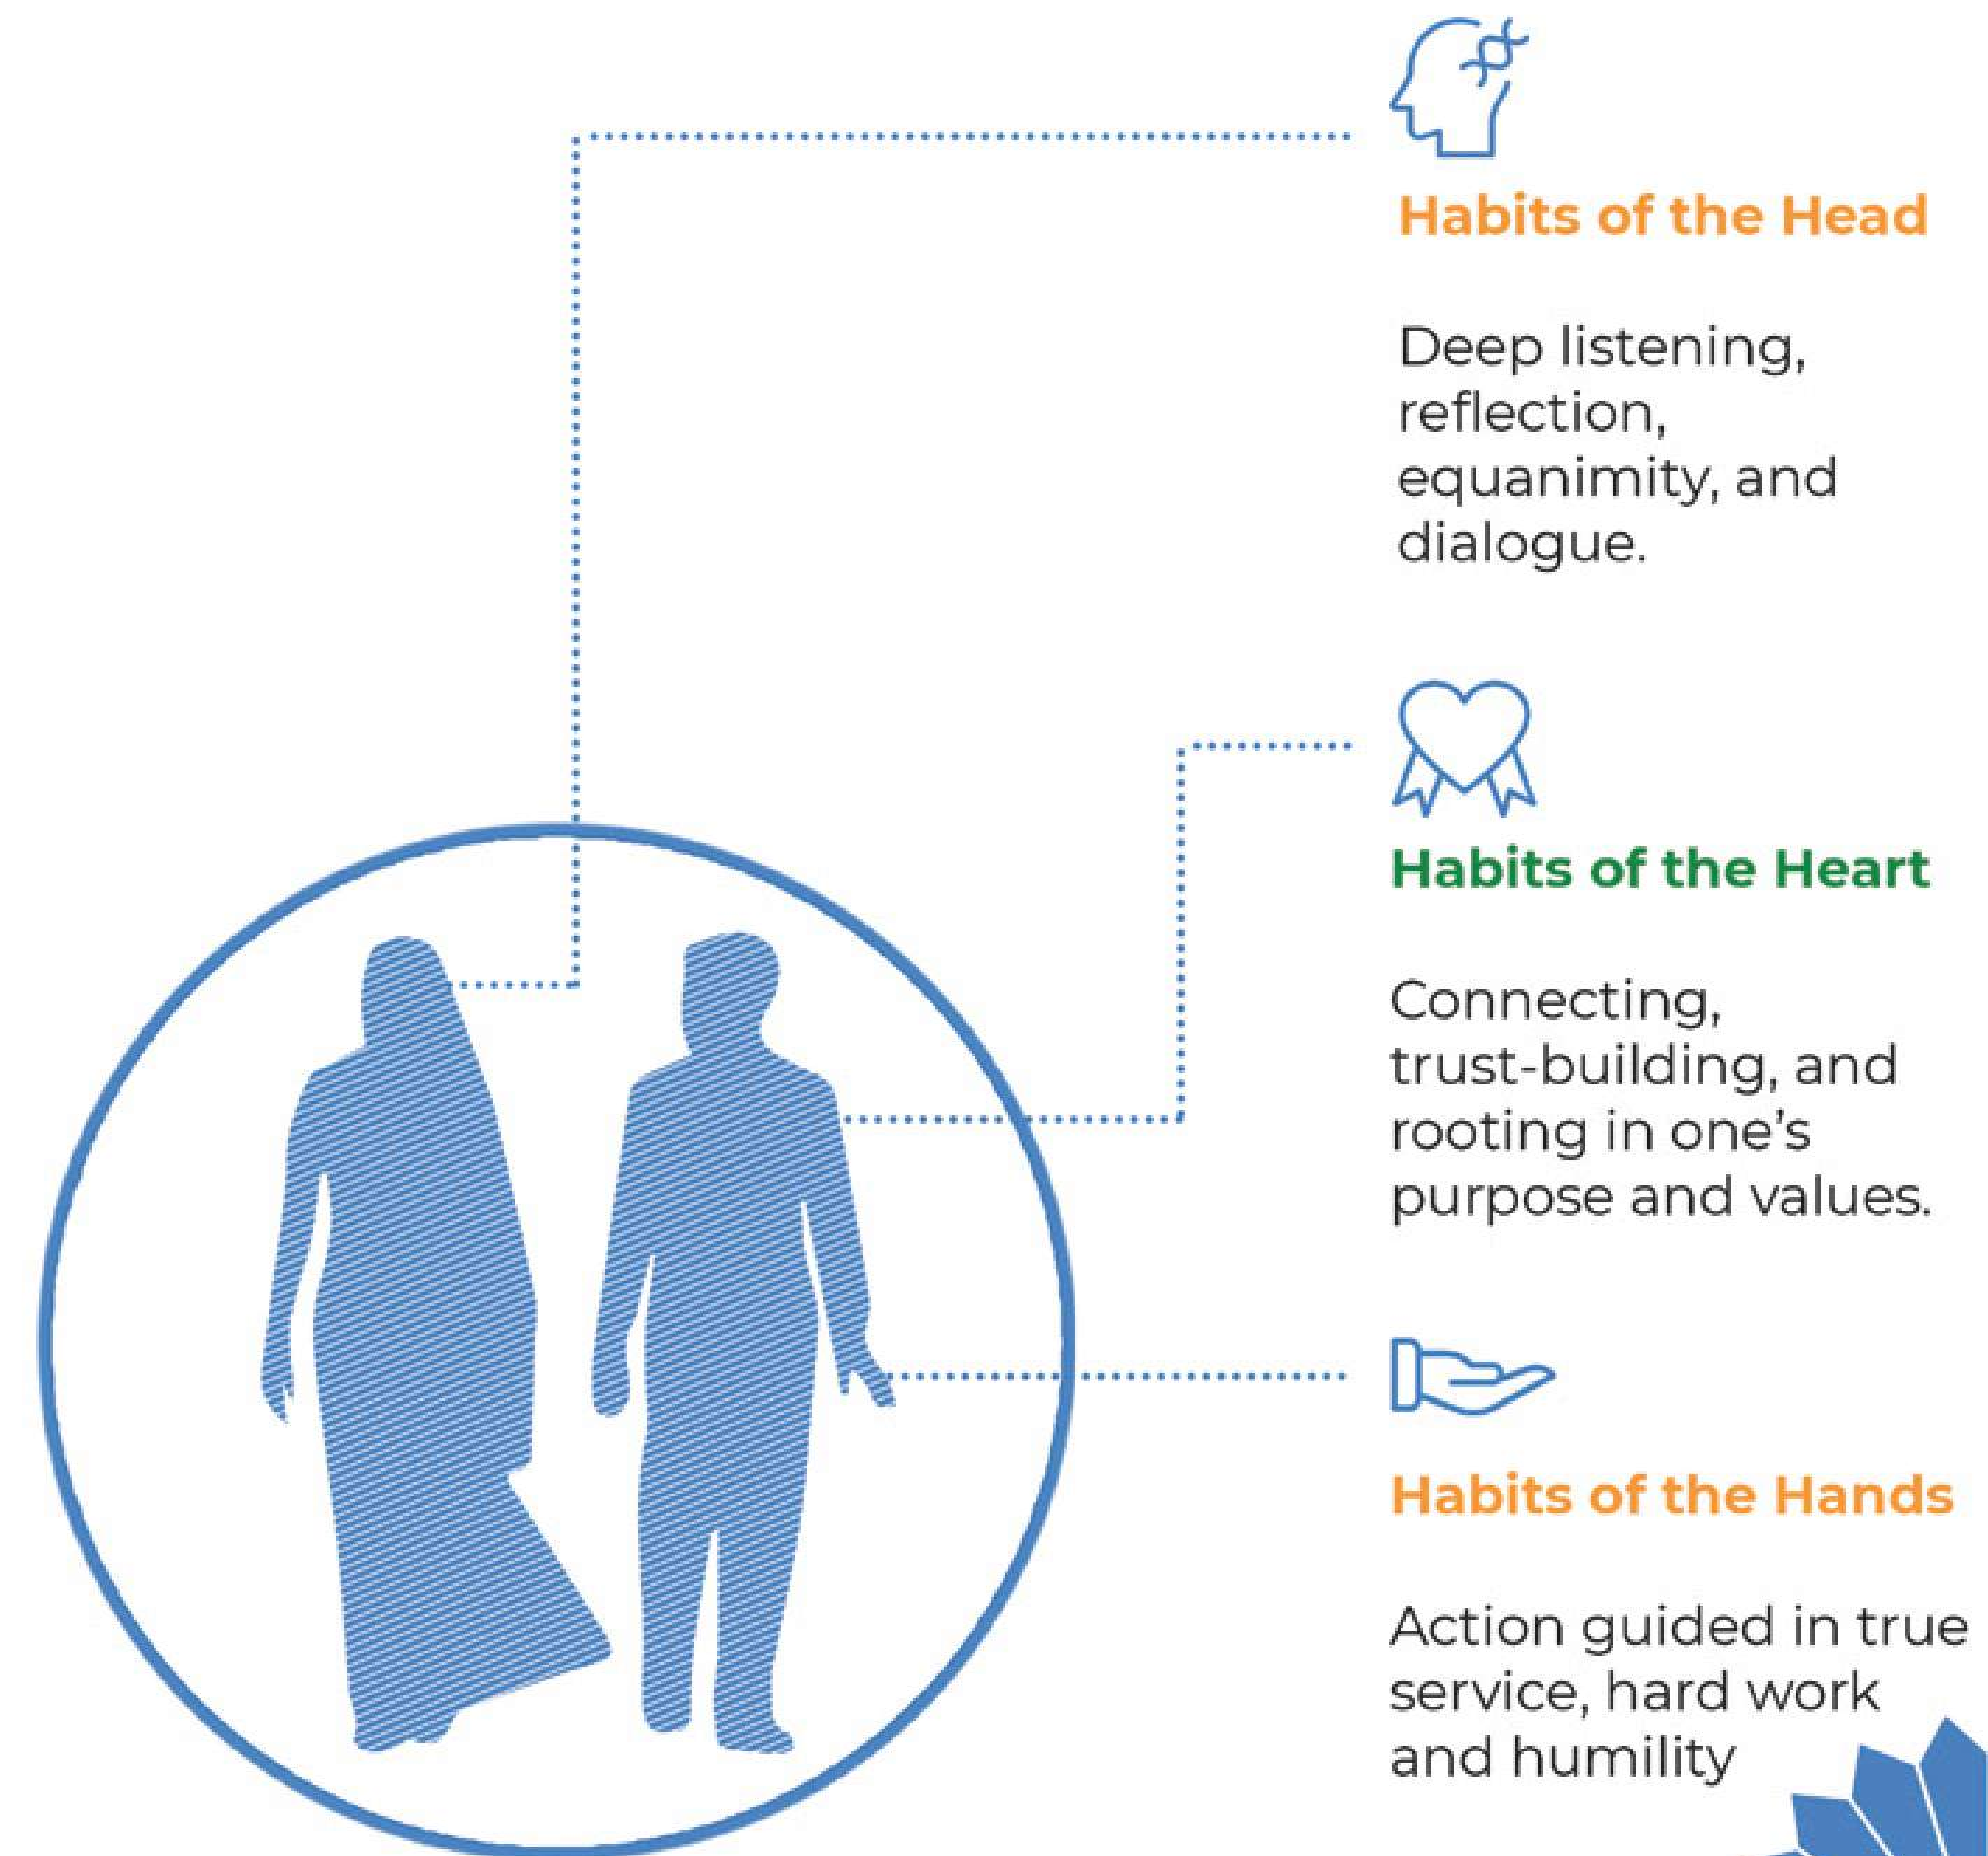 Habits of the Head
Deep listening,
reflection,
equanimity, and
dialogue.
Habits of the Heart
Connecting,
trust-building, and
rooting in one's
purpose and values.
Habits of the Hands
Action guided in true
service, hard work
and humility